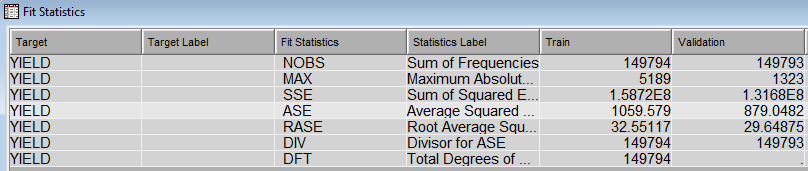 Fit Statistics
Target Target Label Fit Statistics Statistics Label Train Validation
YIELD NOBS Sum of Frequencies 149794 149793
YIELD MAX Maximum Absolut... 5189 1323
YIELD SSE Sum of Squared E... 1.5872E8 1.3168E8
YIELD ASE Average Squared ... 1059.579 879.0482
YIELD RASE Root Average Squ... 32.55117 29.64875
YIELD DIV Divisor for ASE 149794 149793
YIELD DFT Total Degrees of ... 149794 .